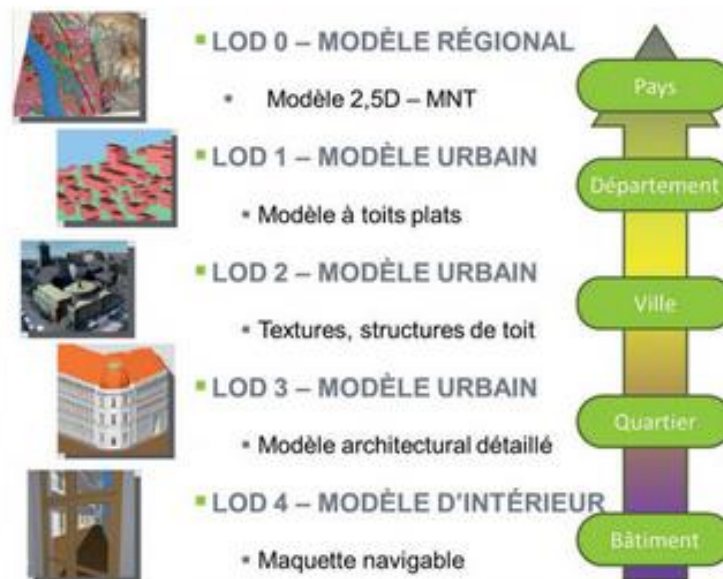 LOD 0 – MODÈLE RÉGIONAL
Modèle 2,5D – MNT
Pays
LOD 1 – MODÈLE URBAIN
Modèle à toits plats
Département
LOD 2 – MODÈLE URBAIN
Textures, structures de toit
Ville
LOD 3 – MODÈLE URBAIN
Modèle architectural détaillé
Quartier
LOD 4 – MODÈLE D'INTÉRIEUR
Maquette navigable
Bâtiment